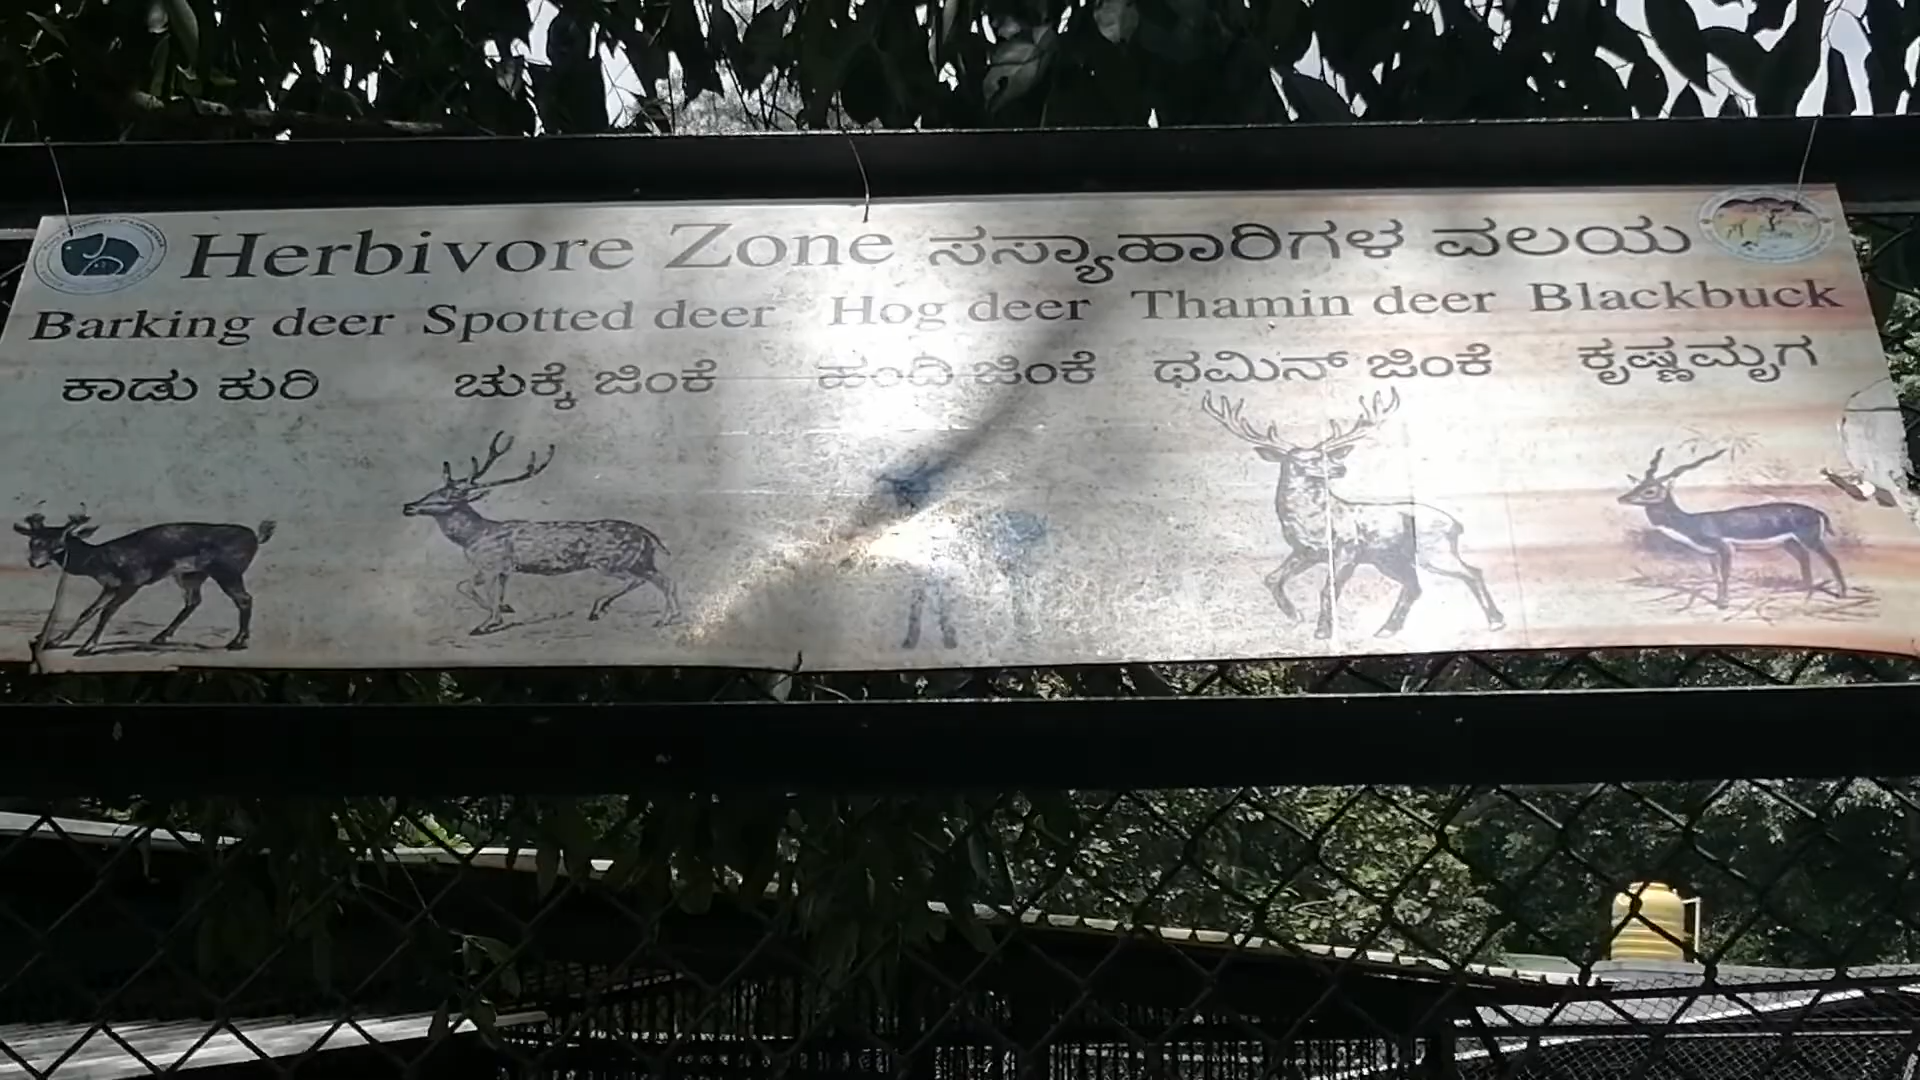 Herbivore Zone ಸಸ್ಯಾಹಾರಿಗಳ ವಲಯ
Barking deer Spotted deer Hog deer Thamin deer Blackbuck
ಕಾಡು ಕುರಿ ಚುಕ್ಕೆ ಜಿಂಕೆ ಹಂದಿ ಜಿಂಕೆ ಥಮಿನ್ ಜಿಂಕೆ ಕೃಷ್ಣಮೃಗ